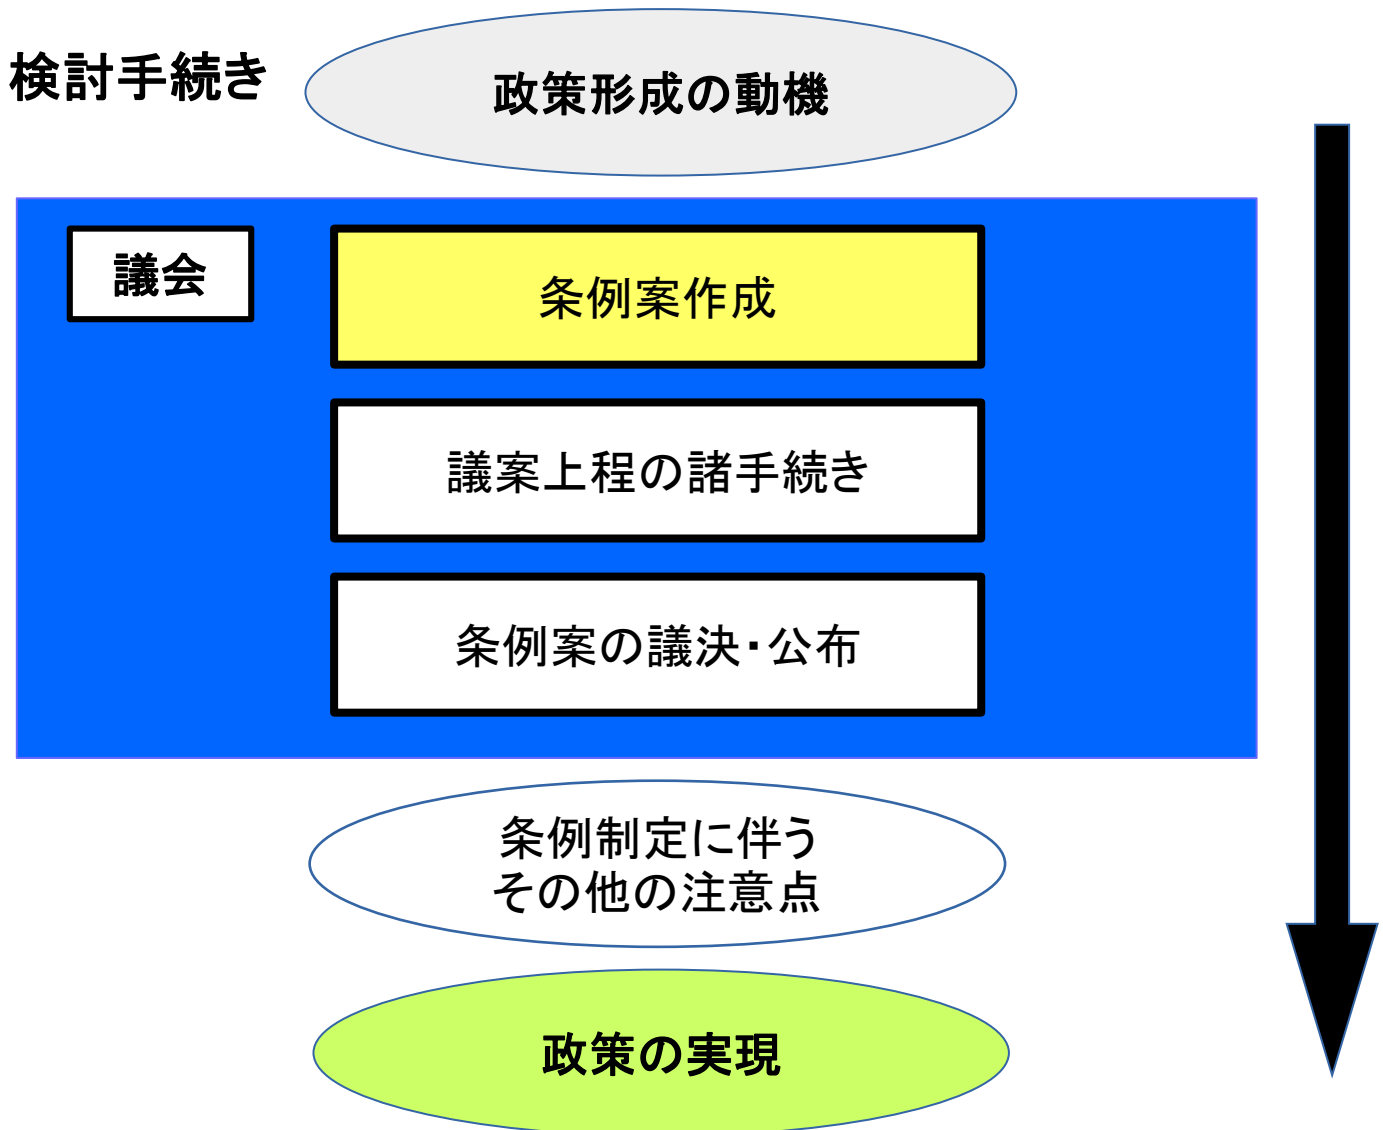 検討手続き
政策形成の動機
議会
条例案作成
議案上程の諸手続き
条例案の議決・公布
条例制定に伴う
その他の注意点
政策の実現